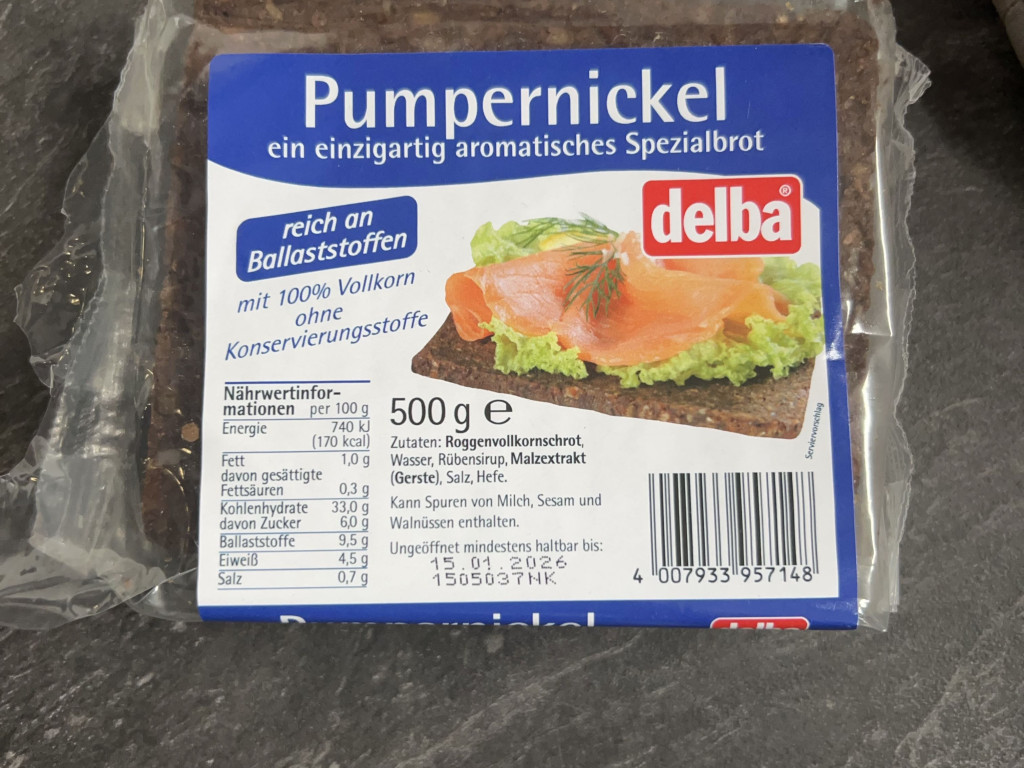 Pumpernickel
ein einzigartig aromatisches Spezialbrot
delba®
reich an
Ballaststoffen
mit 100% Vollkorn
ohne
Konservierungsstoffe
Nährwertinfor-
mationen per 100 g
Energie 740 kJ
(170 kcal)
Fett 1,0 g
davon gesättigte
Fettsäuren 0,3 g
Kohlenhydrate 33,0 g
davon Zucker 6,0 g
Ballaststoffe 9,5 g
Eiweiß 4,5 g
Salz 0,7 g
500 g e
Zutaten: Roggenvollkornschrot,
Wasser, Rübensirup, Malzextrakt
(Gerste), Salz, Hefe.
Kann Spuren von Milch, Sesam und
Walnüssen enthalten.
Ungeöffnet mindestens haltbar bis:
15.01.2026
1505037NK
Serviervorschlag
4 007933 957148
Pumpernickel
delba